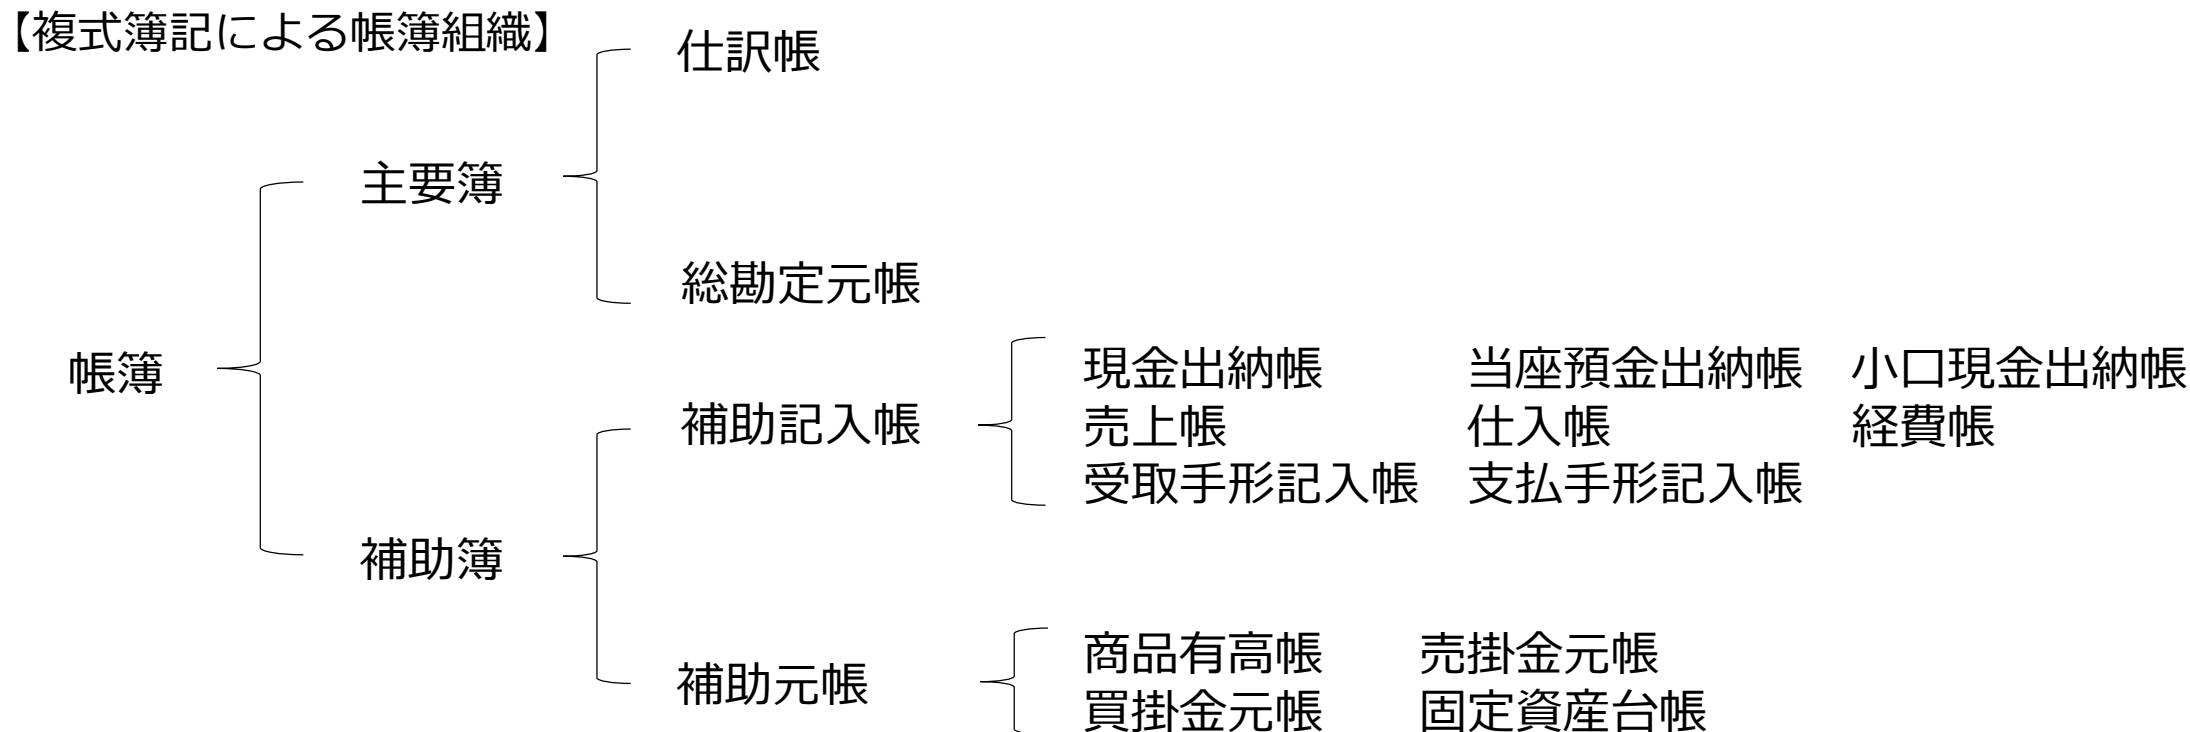 【複式簿記による帳簿組織】
仕訳帳
主要簿
総勘定元帳
帳簿
現金出納帳　当座預金出納帳　小口現金出納帳
補助記入帳
売上帳　仕入帳　経費帳
受取手形記入帳　支払手形記入帳
補助簿
商品有高帳　売掛金元帳
補助元帳
買掛金元帳　固定資産台帳